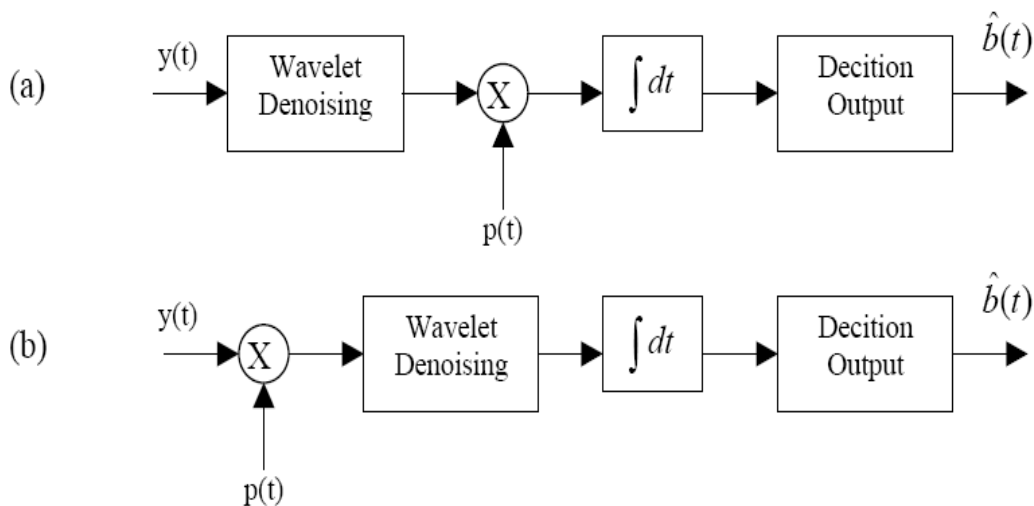 (a)
y(t)
Wavelet
Denoising
X
p(t)
∫ dt
Decition
Output
b̂(t)
(b)
y(t)
X
p(t)
Wavelet
Denoising
∫ dt
Decition
Output
b̂(t)